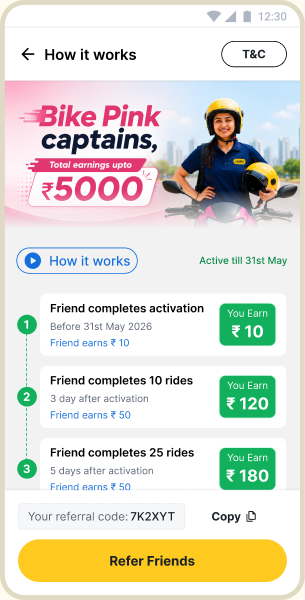 12:30
How it works
T&C
Bike Pink
captains,
Total earnings upto
₹5000
How it works
Active till 31st May
1
Friend completes activation
Before 31st May 2026
Friend earns ₹ 10
You Earn
₹ 10
2
Friend completes 10 rides
3 day after activation
Friend earns ₹ 50
You Earn
₹ 120
3
Friend completes 25 rides
5 days after activation
Friend earns ₹ 50
You Earn
₹ 180
Your referral code: 7K2XYT
Copy
Refer Friends